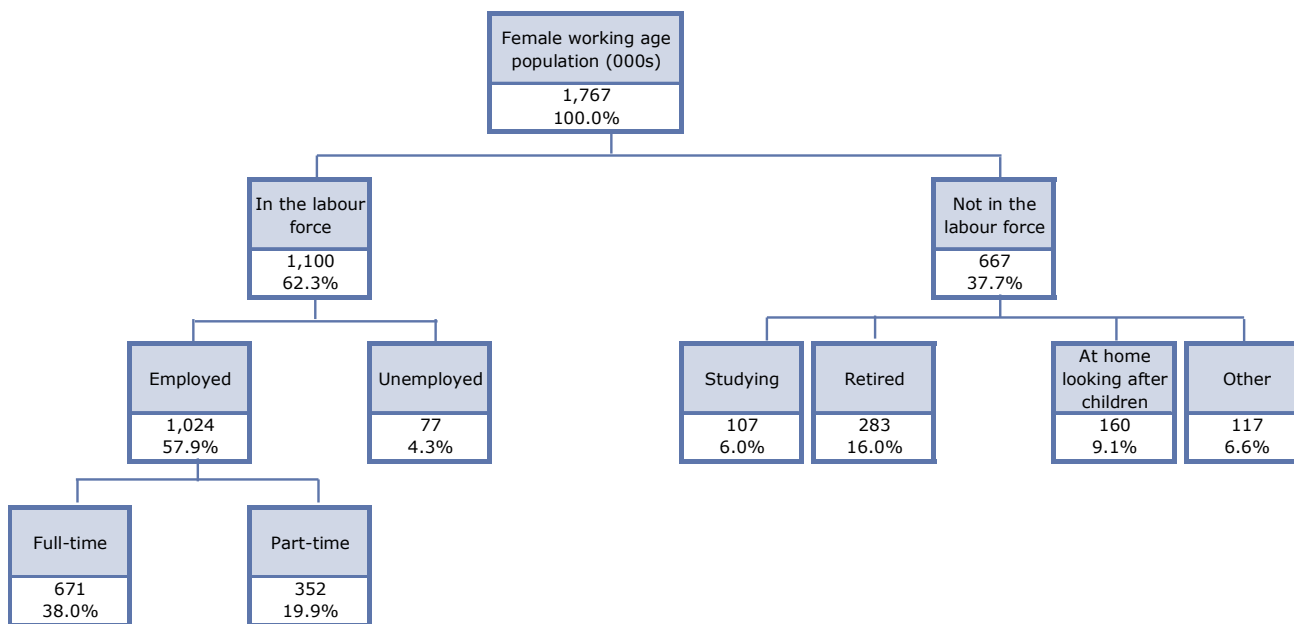 Female working age
population (000s)
1,767
100.0%
In the labour
force
1,100
62.3%
Not in the
labour force
667
37.7%
Employed
1,024
57.9%
Unemployed
77
4.3%
Studying
107
6.0%
Retired
283
16.0%
At home
looking after
children
160
9.1%
Other
117
6.6%
Full-time
671
38.0%
Part-time
352
19.9%